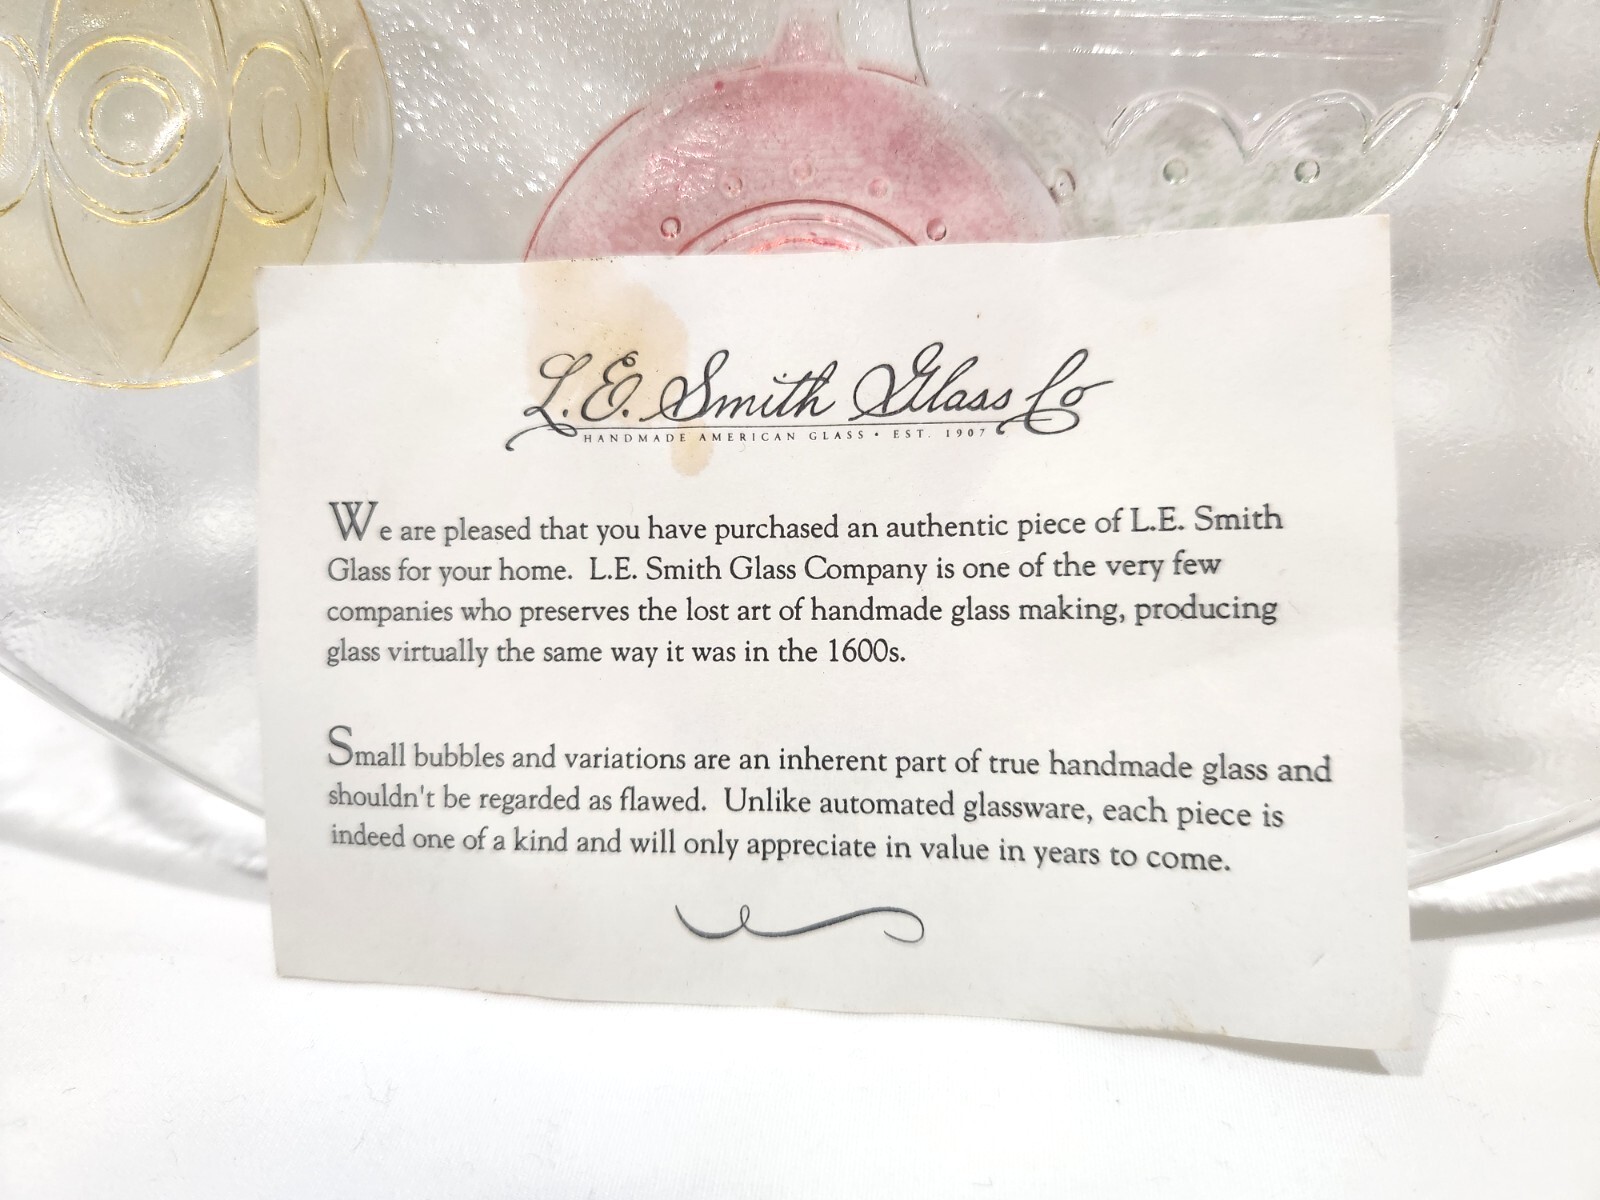 L.E. Smith Glass Co
HANDMADE AMERICAN GLASS • EST. 1907
We are pleased that you have purchased an authentic piece of L.E. Smith
Glass for your home. L.E. Smith Glass Company is one of the very few
companies who preserves the lost art of handmade glass making, producing
glass virtually the same way it was in the 1600s.
Small bubbles and variations are an inherent part of true handmade glass and
shouldn't be regarded as flawed. Unlike automated glassware, each piece is
indeed one of a kind and will only appreciate in value in years to come.